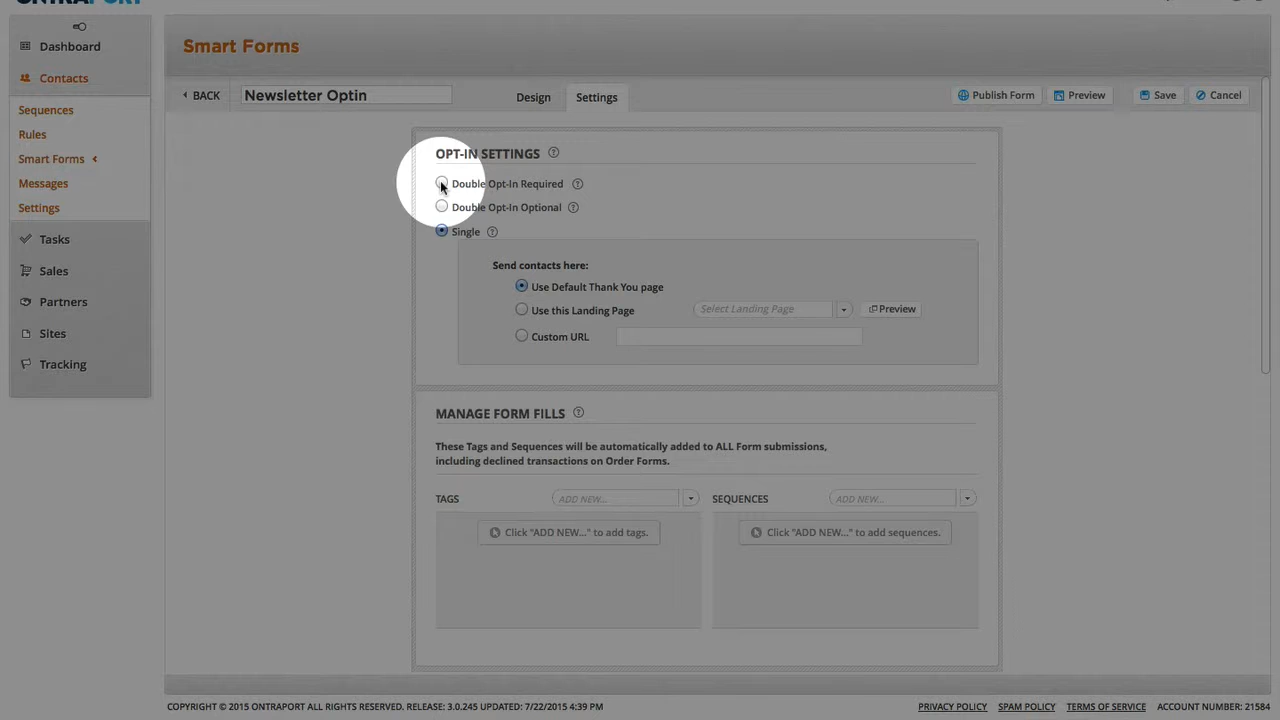 ONTRAPORT
Dashboard
Contacts
Sequences
Rules
Smart Forms
Messages
Settings
Tasks
Sales
Partners
Sites
Tracking
Smart Forms
BACK
Newsletter Optin
Design
Settings
Publish Form
Preview
Save
Cancel
OPT-IN SETTINGS ?
Double Opt-In Required ?
Double Opt-In Optional ?
Single ?
Send contacts here:
Use Default Thank You page
Use this Landing Page
Select Landing Page
Preview
Custom URL
MANAGE FORM FILLS ?
These Tags and Sequences will be automatically added to ALL Form submissions,
including declined transactions on Order Forms.
TAGS
ADD NEW...
SEQUENCES
ADD NEW...
Click "ADD NEW..." to add tags.
Click "ADD NEW..." to add sequences.
COPYRIGHT © 2015 ONTRAPORT ALL RIGHTS RESERVED. RELEASE: 3.0.245 UPDATED: 7/22/2015 4:39 PM
PRIVACY POLICY
SPAM POLICY
TERMS OF SERVICE
ACCOUNT NUMBER: 21584